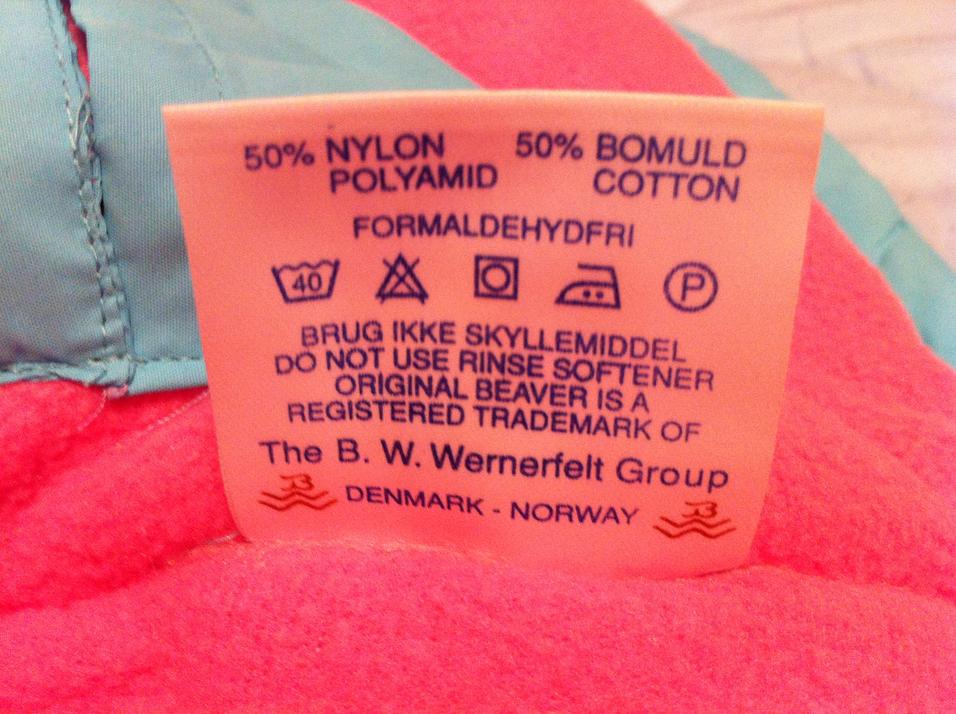 50% NYLON 50% BOMULD
POLYAMID COTTON
FORMALDEHYDFRI
40 P
BRUG IKKE SKYLLEMIDDEL
DO NOT USE RINSE SOFTENER
ORIGINAL BEAVER IS A
REGISTERED TRADEMARK OF
The B. W. Wernerfelt Group
DENMARK - NORWAY